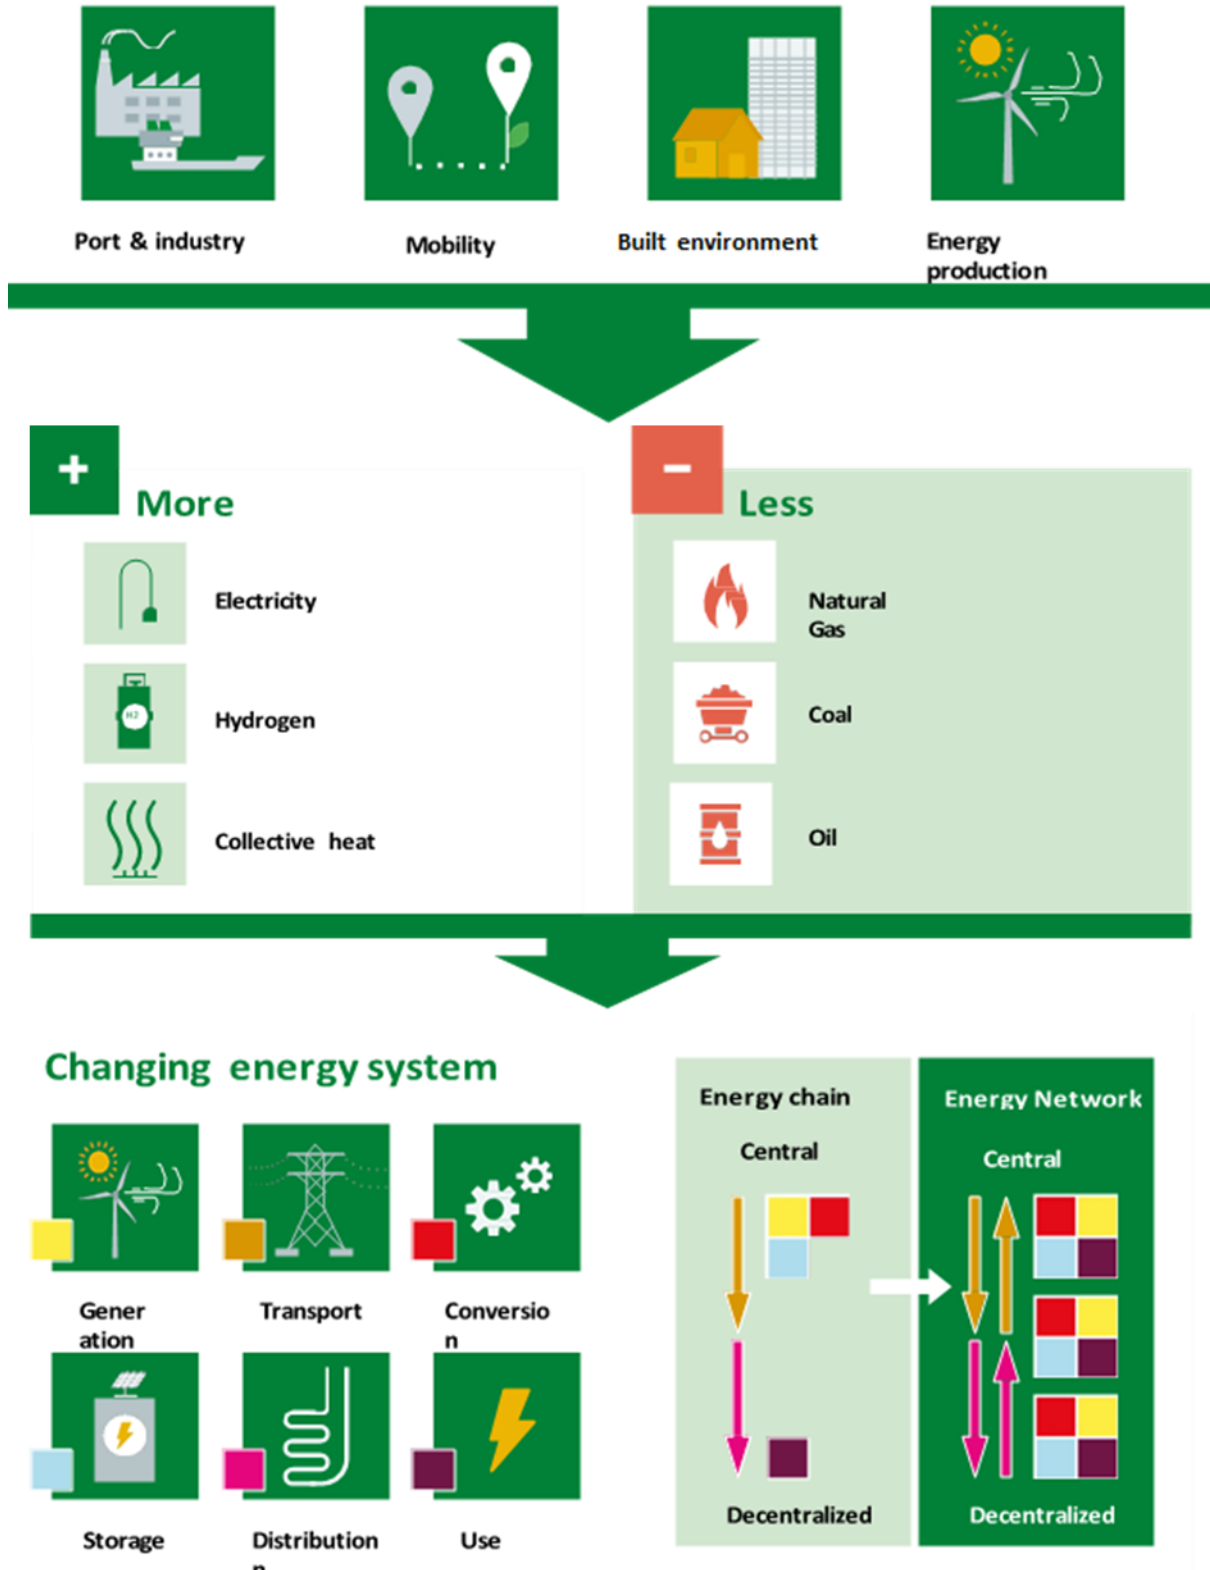 Port & industry
Mobility
Built environment
Energy
production
+
More
−
Less
Electricity
Natural
Gas
H2
Hydrogen
Coal
Collective heat
Oil
Changing energy system
Energy chain
Energy Network
Central
Central
Gener
ation
Transport
Conversio
n
Storage
Distribution
n
Use
Decentralized
Decentralized